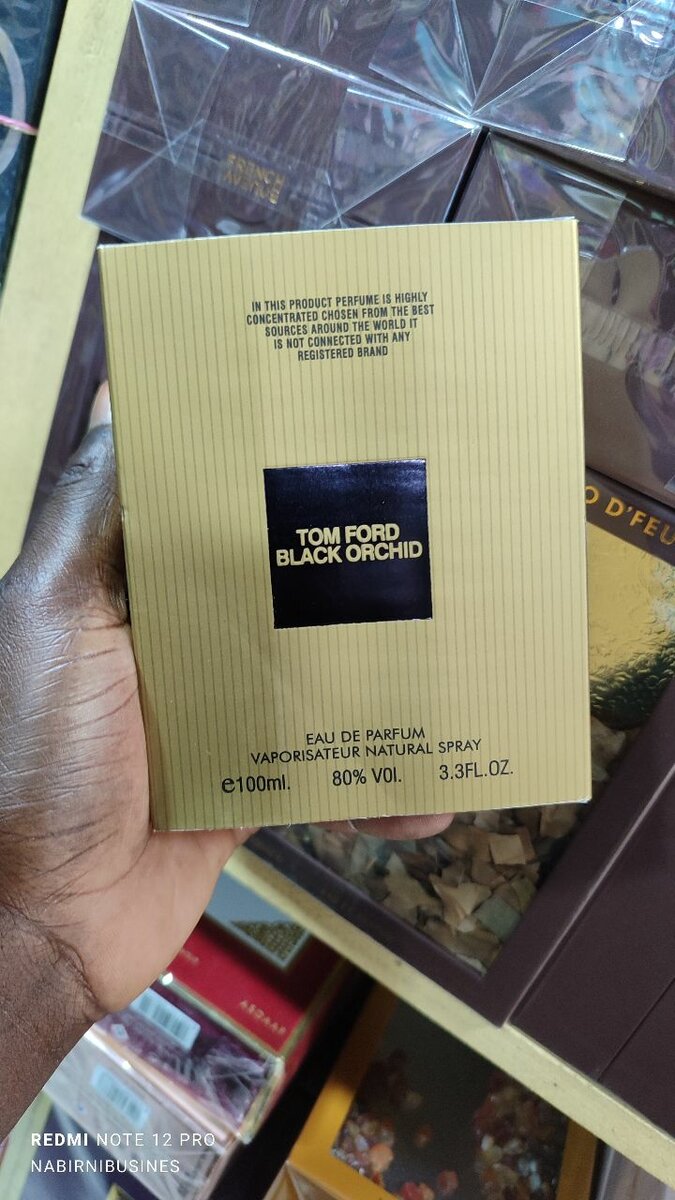 IN THIS PRODUCT PERFUME IS HIGHLY
CONCENTRATED CHOSEN FROM THE BEST
SOURCES AROUND THE WORLD IT
IS NOT CONNECTED WITH ANY
REGISTERED BRAND
O D'FEU
TOM FORD
BLACK ORCHID
EAU DE PARFUM
VAPORISATEUR NATURAL SPRAY
e100ml. 80% VOl. 3.3FL.OZ.
REDMI NOTE 12 PRO
NABIRNIBUSINES